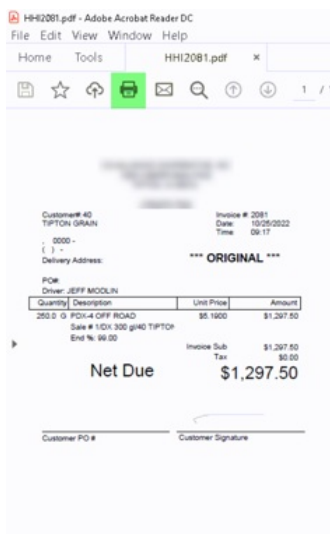 HHI2081.pdf - Adobe Acrobat Reader DC
File Edit View Window Help
Home Tools HHI2081.pdf ×
1 /
Customer#: 40
TIPTON GRAIN
Invoice #: 2081
Date: 10/25/2022
Time: 09:17
, 0000 -
( ) -
Delivery Address:
*** ORIGINAL ***
PO#:
Driver: JEFF MODLIN
Quantity Description Unit Price Amount
250.0 G PDX-4 OFF ROAD $5.1900 $1,297.50
Sale # 1/DX 300 gl/40 TIPTON
End %: 99.00
Invoice Sub $1,297.50
Tax $0.00
Net Due $1,297.50
Customer PO # Customer Signature